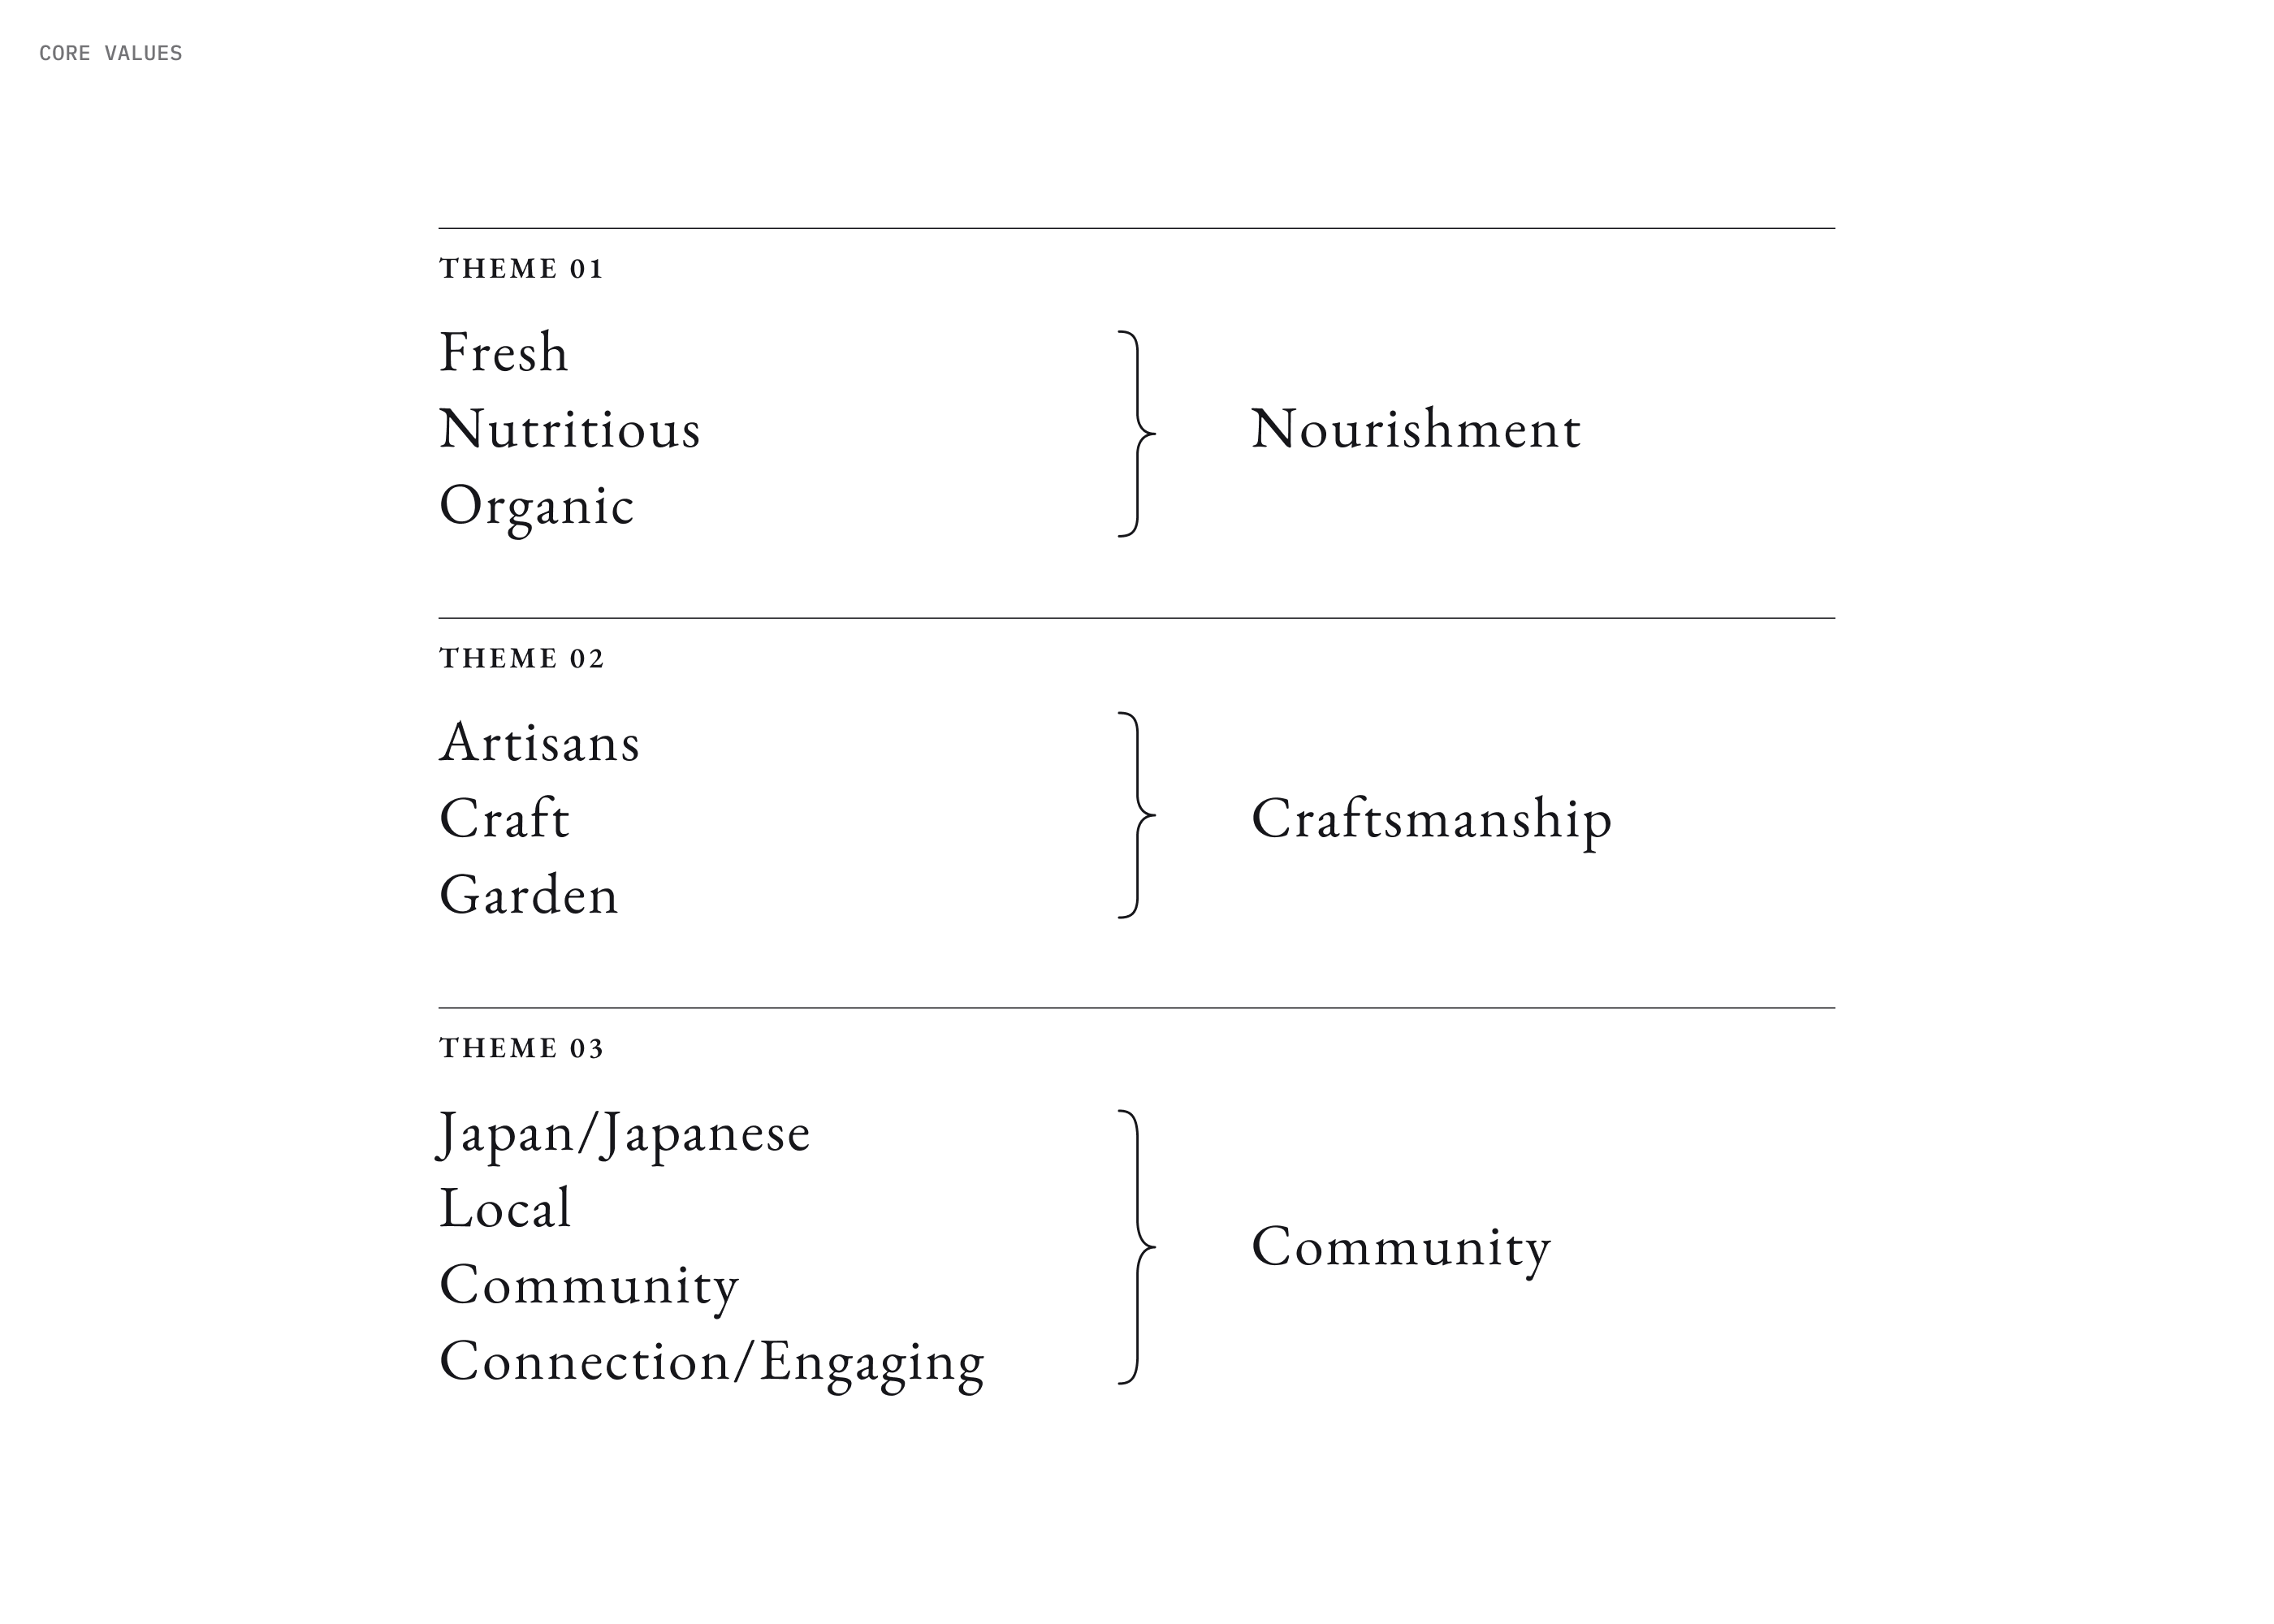 CORE VALUES
THEME 01
Fresh
Nutritious
Organic
Nourishment
THEME 02
Artisans
Craft
Garden
Craftsmanship
THEME 03
Japan/Japanese
Local
Community
Connection/Engaging
Community